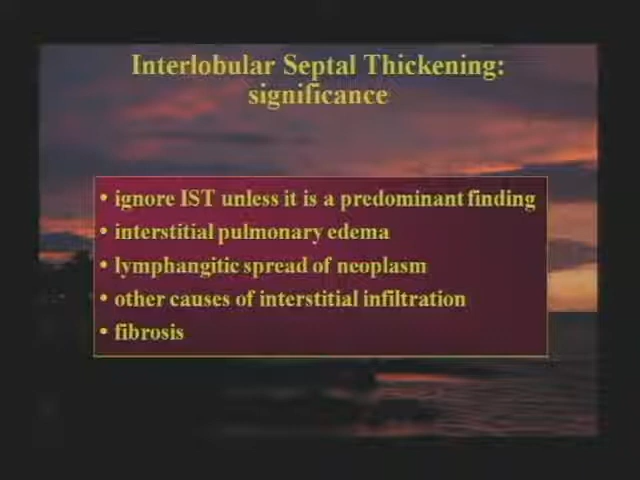 Interlobular Septal Thickening:
significance
• ignore IST unless it is a predominant finding
• interstitial pulmonary edema
• lymphangitic spread of neoplasm
• other causes of interstitial infiltration
• fibrosis